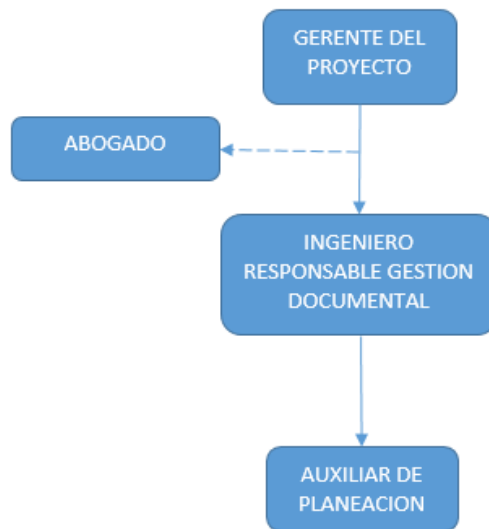 GERENTE DEL
PROYECTO
ABOGADO
INGENIERO
RESPONSABLE GESTION
DOCUMENTAL
AUXILIAR DE
PLANEACION